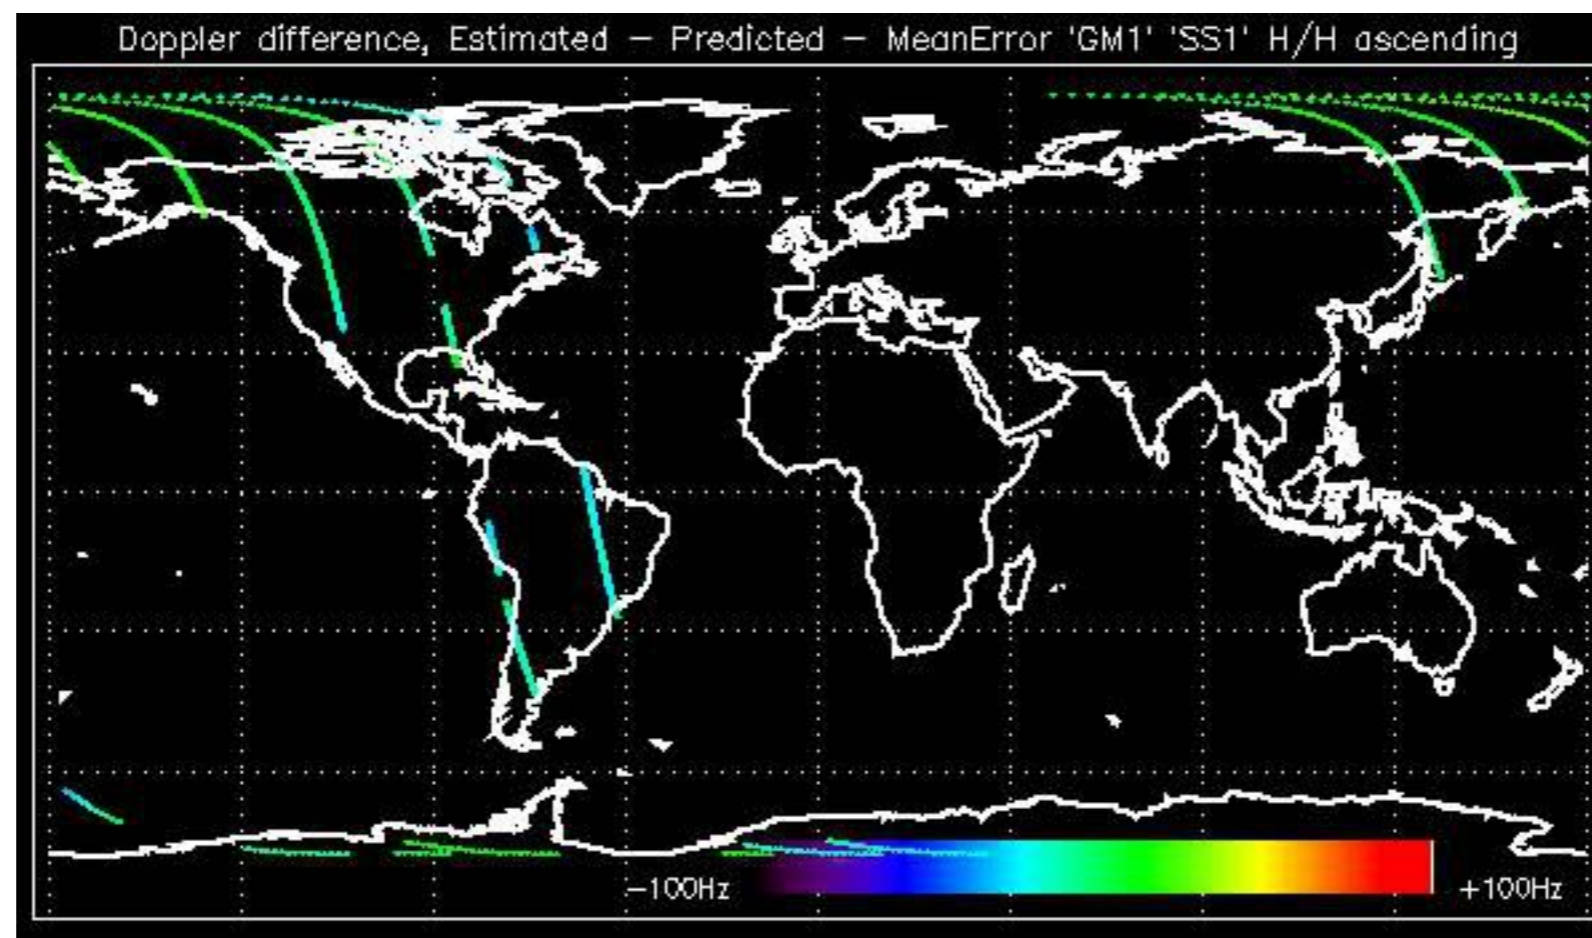 Doppler difference, Estimated – Predicted – MeanError 'GM1' 'SS1' H/H ascending
−100Hz
+100Hz